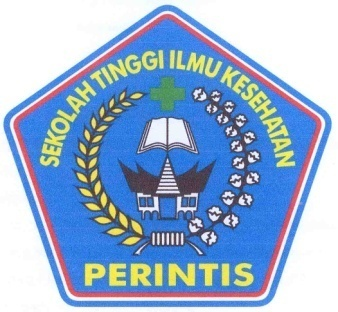 SEKOLAH TINGGI ILMU KESEHATAN
PERINTIS